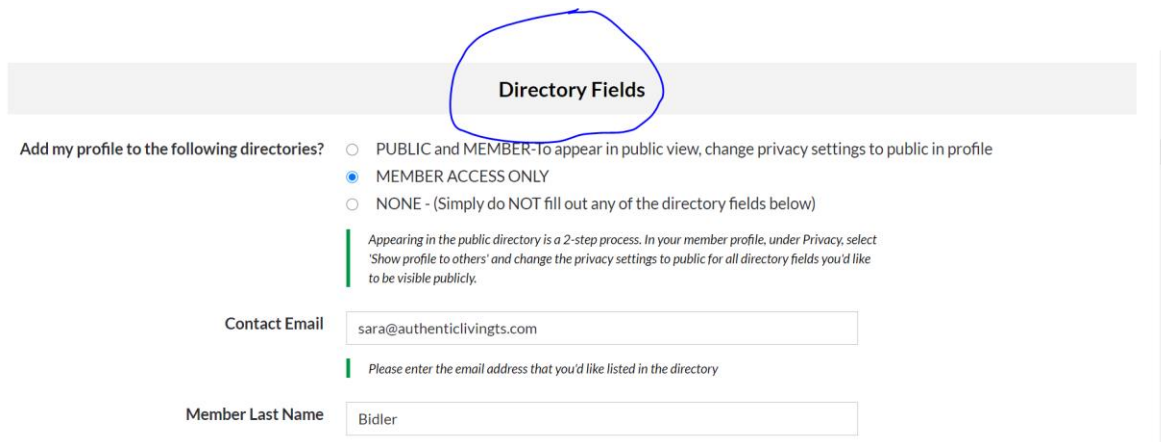 Directory Fields
Add my profile to the following directories?
PUBLIC and MEMBER-To appear in public view, change privacy settings to public in profile
MEMBER ACCESS ONLY
NONE - (Simply do NOT fill out any of the directory fields below)
Appearing in the public directory is a 2-step process. In your member profile, under Privacy, select
'Show profile to others' and change the privacy settings to public for all directory fields you'd like
to be visible publicly.
Contact Email
sara@authenticlivingts.com
Please enter the email address that you'd like listed in the directory
Member Last Name
Bidler